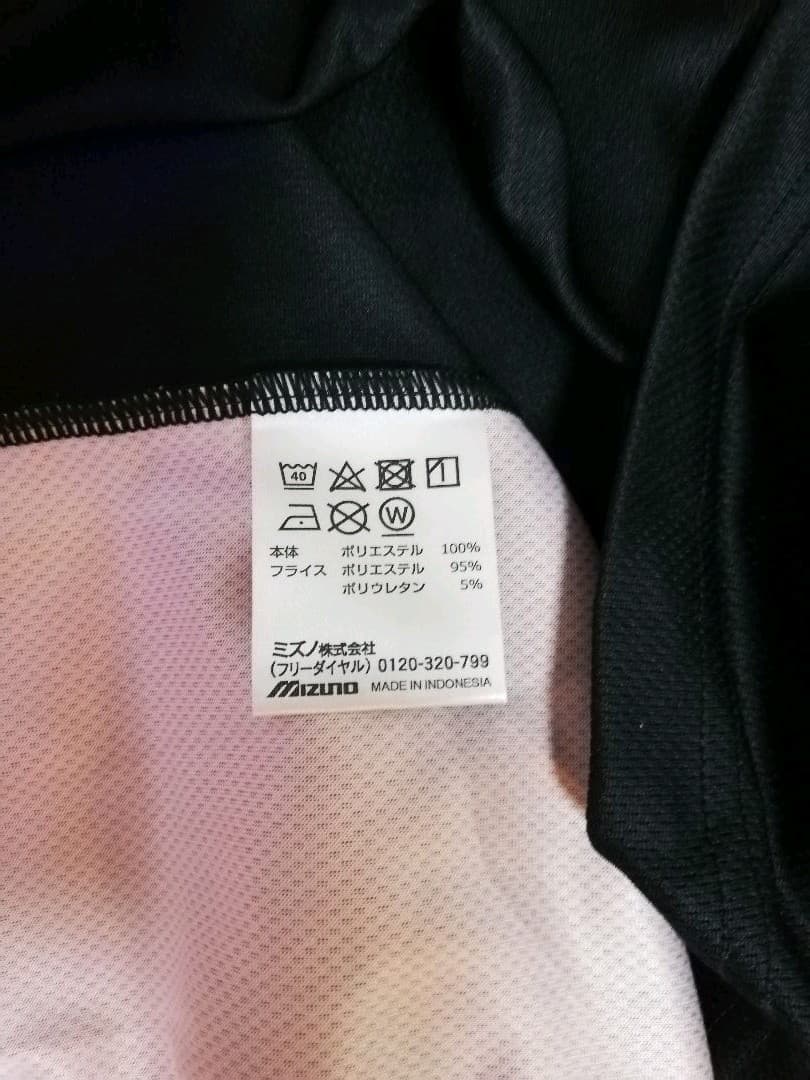 40
W
本体 ポリエステル 100%
フライス ポリエステル 95%
ポリウレタン 5%
ミズノ株式会社
(フリーダイヤル) 0120-320-799
MIZUNO MADE IN INDONESIA